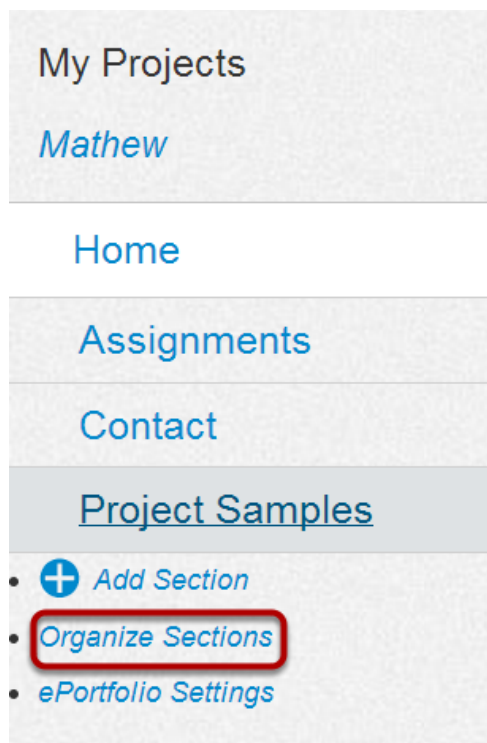 My Projects
Mathew
Home
Assignments
Contact
Project Samples
Add Section
Organize Sections
ePortfolio Settings